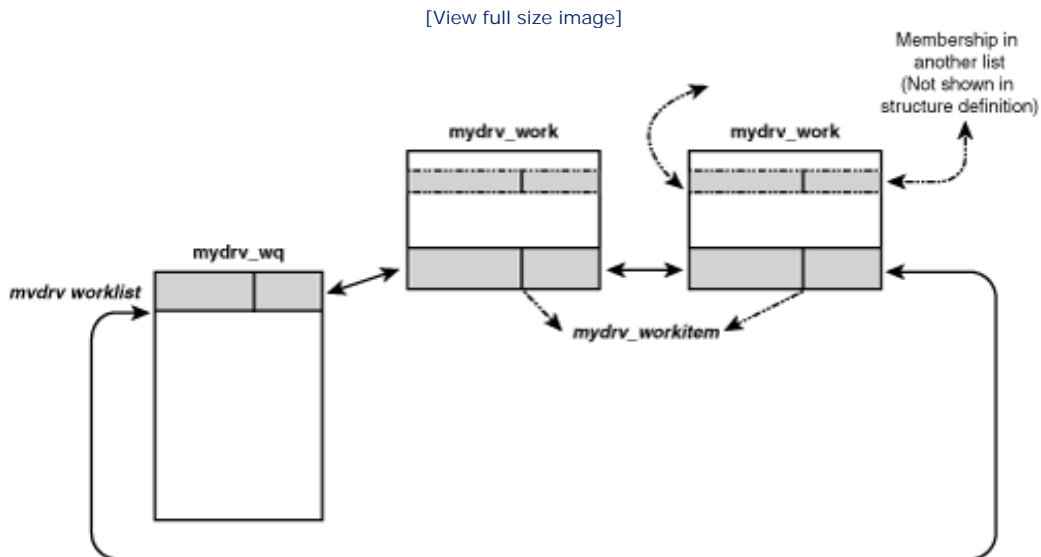 [View full size image]
Membership in
another list
(Not shown in
structure definition)
mydrv_work
mydrv_work
mydrv_wq
mvdrv worklist
mydrv_workitem